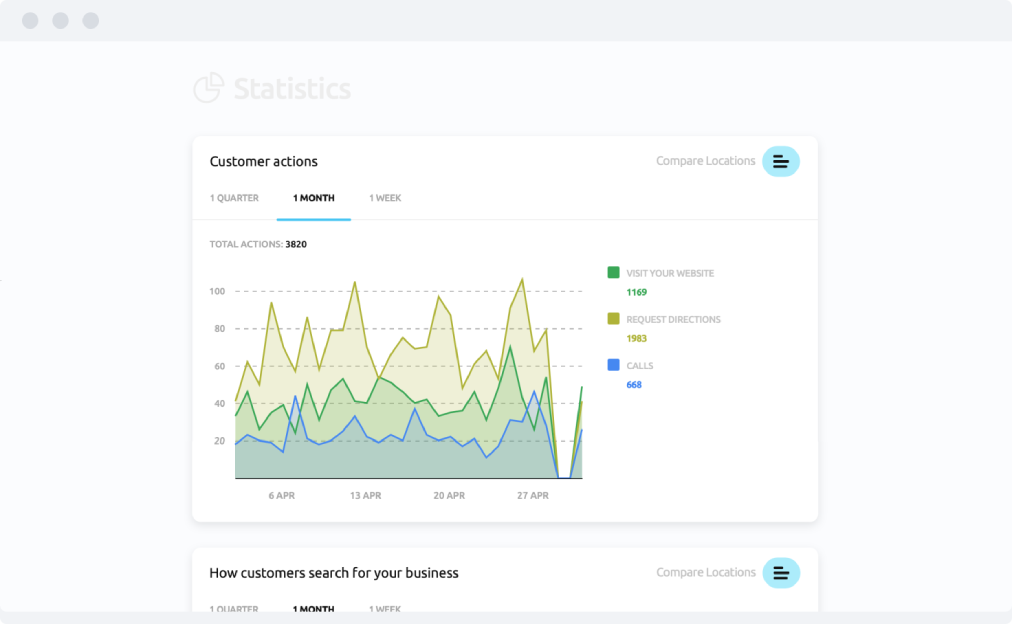 Statistics
Customer actions
Compare Locations
1 QUARTER 1 MONTH 1 WEEK
TOTAL ACTIONS: 3820
100
80
60
40
20
6 APR 13 APR 20 APR 27 APR
VISIT YOUR WEBSITE
1169
REQUEST DIRECTIONS
1983
CALLS
668
How customers search for your business
Compare Locations
1 QUARTER 1 MONTH 1 WEEK